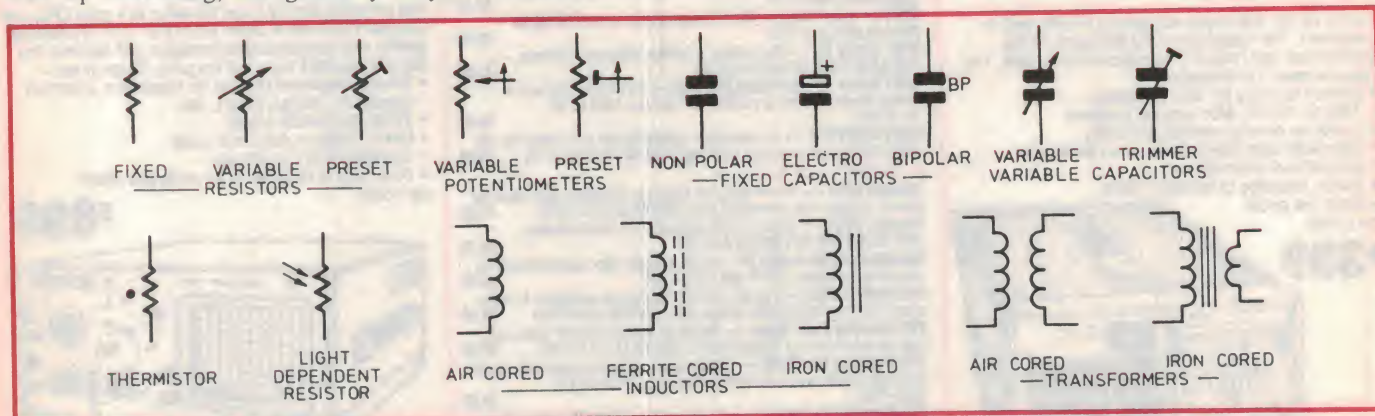 FIXED VARIABLE PRESET
RESISTORS
VARIABLE PRESET
POTENTIOMETERS
NON POLAR ELECTRO BIPOLAR
FIXED CAPACITORS
+
BP
VARIABLE TRIMMER
VARIABLE CAPACITORS
THERMISTOR
LIGHT
DEPENDENT
RESISTOR
AIR CORED FERRITE CORED IRON CORED
INDUCTORS
AIR CORED IRON CORED
TRANSFORMERS